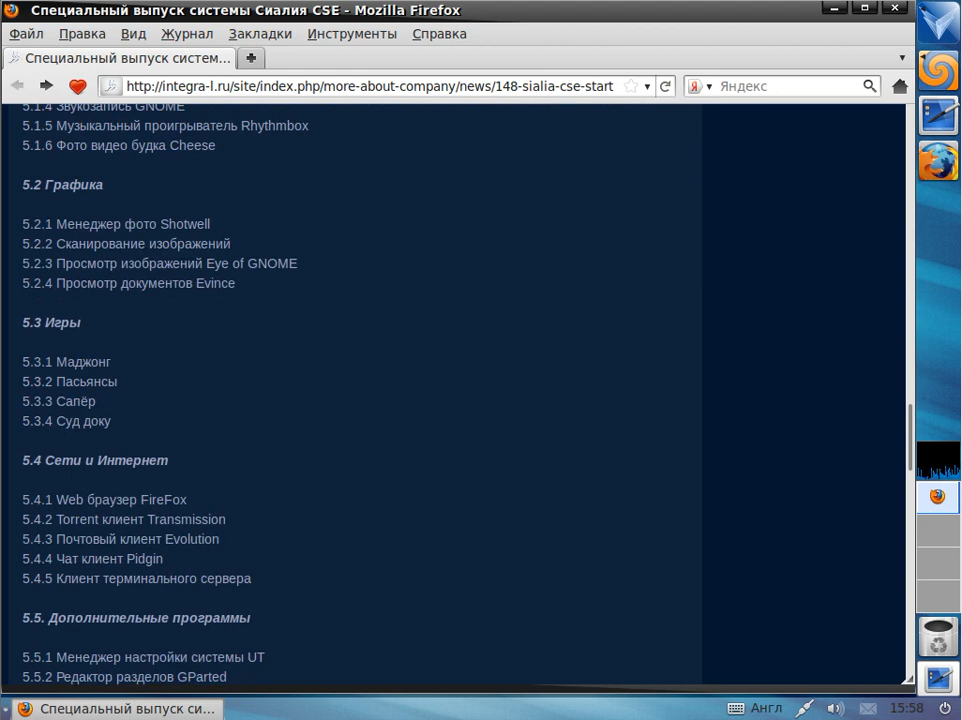 Специальный выпуск системы Сиалия CSE - Mozilla Firefox
Файл Правка Вид Журнал Закладки Инструменты Справка
Специальный выпуск систем...
http://integra-l.ru/site/index.php/more-about-company/news/148-sialia-cse-start
Яндекс
5.1.4 Звукозапись GNOME
5.1.5 Музыкальный проигрыватель Rhythmbox
5.1.6 Фото видео будка Cheese
5.2 Графика
5.2.1 Менеджер фото Shotwell
5.2.2 Сканирование изображений
5.2.3 Просмотр изображений Eye of GNOME
5.2.4 Просмотр документов Evince
5.3 Игры
5.3.1 Маджонг
5.3.2 Пасьянсы
5.3.3 Сапёр
5.3.4 Суд доку
5.4 Сети и Интернет
5.4.1 Web браузер FireFox
5.4.2 Torrent клиент Transmission
5.4.3 Почтовый клиент Evolution
5.4.4 Чат клиент Pidgin
5.4.5 Клиент терминального сервера
5.5. Дополнительные программы
5.5.1 Менеджер настройки системы UT
5.5.2 Редактор разделов GParted
Специальный выпуск си...
Англ
15:58